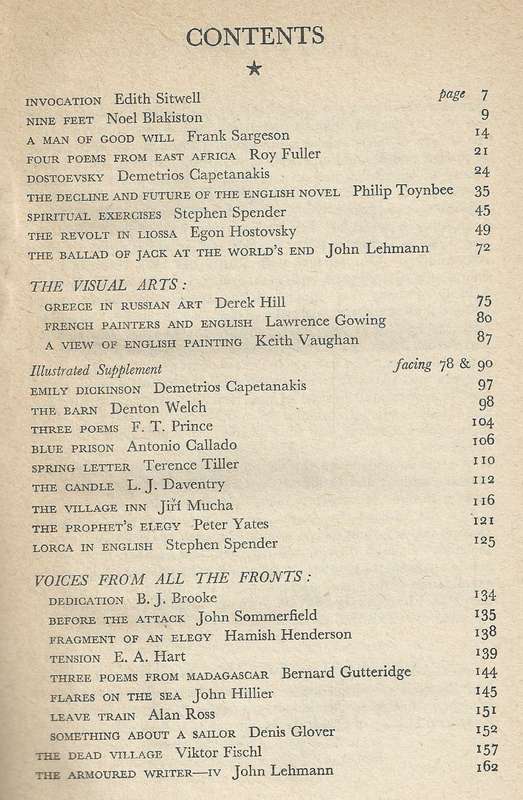 CONTENTS
★
INVOCATION Edith Sitwell page 7
NINE FEET Noel Blakiston 9
A MAN OF GOOD WILL Frank Sargeson 14
FOUR POEMS FROM EAST AFRICA Roy Fuller 21
DOSTOEVSKY Demetrios Capetanakis 24
THE DECLINE AND FUTURE OF THE ENGLISH NOVEL Philip Toynbee 35
SPIRITUAL EXERCISES Stephen Spender 45
THE REVOLT IN LIOSSA Egon Hostovsky 49
THE BALLAD OF JACK AT THE WORLD'S END John Lehmann 72
THE VISUAL ARTS:
GREECE IN RUSSIAN ART Derek Hill 75
FRENCH PAINTERS AND ENGLISH Lawrence Gowing 80
A VIEW OF ENGLISH PAINTING Keith Vaughan 87
Illustrated Supplement facing 78 & 90
EMILY DICKINSON Demetrios Capetanakis 97
THE BARN Denton Welch 98
THREE POEMS F. T. Prince 104
BLUE PRISON Antonio Callado 106
SPRING LETTER Terence Tiller 110
THE CANDLE L. J. Daventry 112
THE VILLAGE INN Jiří Mucha 116
THE PROPHET'S ELEGY Peter Yates 121
LORCA IN ENGLISH Stephen Spender 125
VOICES FROM ALL THE FRONTS:
DEDICATION B. J. Brooke 134
BEFORE THE ATTACK John Sommerfield 135
FRAGMENT OF AN ELEGY Hamish Henderson 138
TENSION E. A. Hart 139
THREE POEMS FROM MADAGASCAR Bernard Gutteridge 144
FLARES ON THE SEA John Hillier 145
LEAVE TRAIN Alan Ross 151
SOMETHING ABOUT A SAILOR Denis Glover 152
THE DEAD VILLAGE Viktor Fischl 157
THE ARMOURED WRITER—IV John Lehmann 162